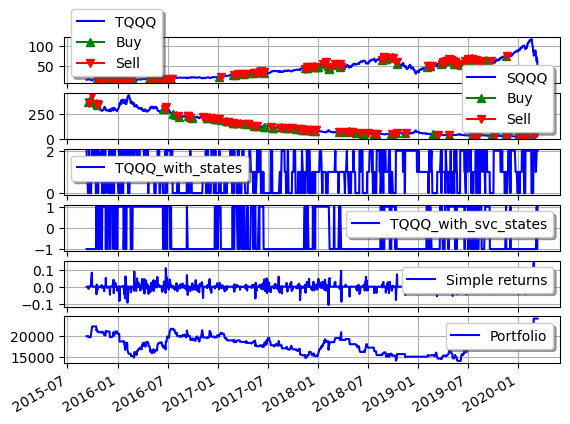 TQQQ
Buy
Sell
100
50
SQQQ
Buy
Sell
250
0
TQQQ_with_states
2
0
TQQQ_with_svc_states
1
0
−1
Simple returns
0.1
0.0
−0.1
Portfolio
20000
15000
2015-07
2016-01
2016-07
2017-01
2017-07
2018-01
2018-07
2019-01
2019-07
2020-01